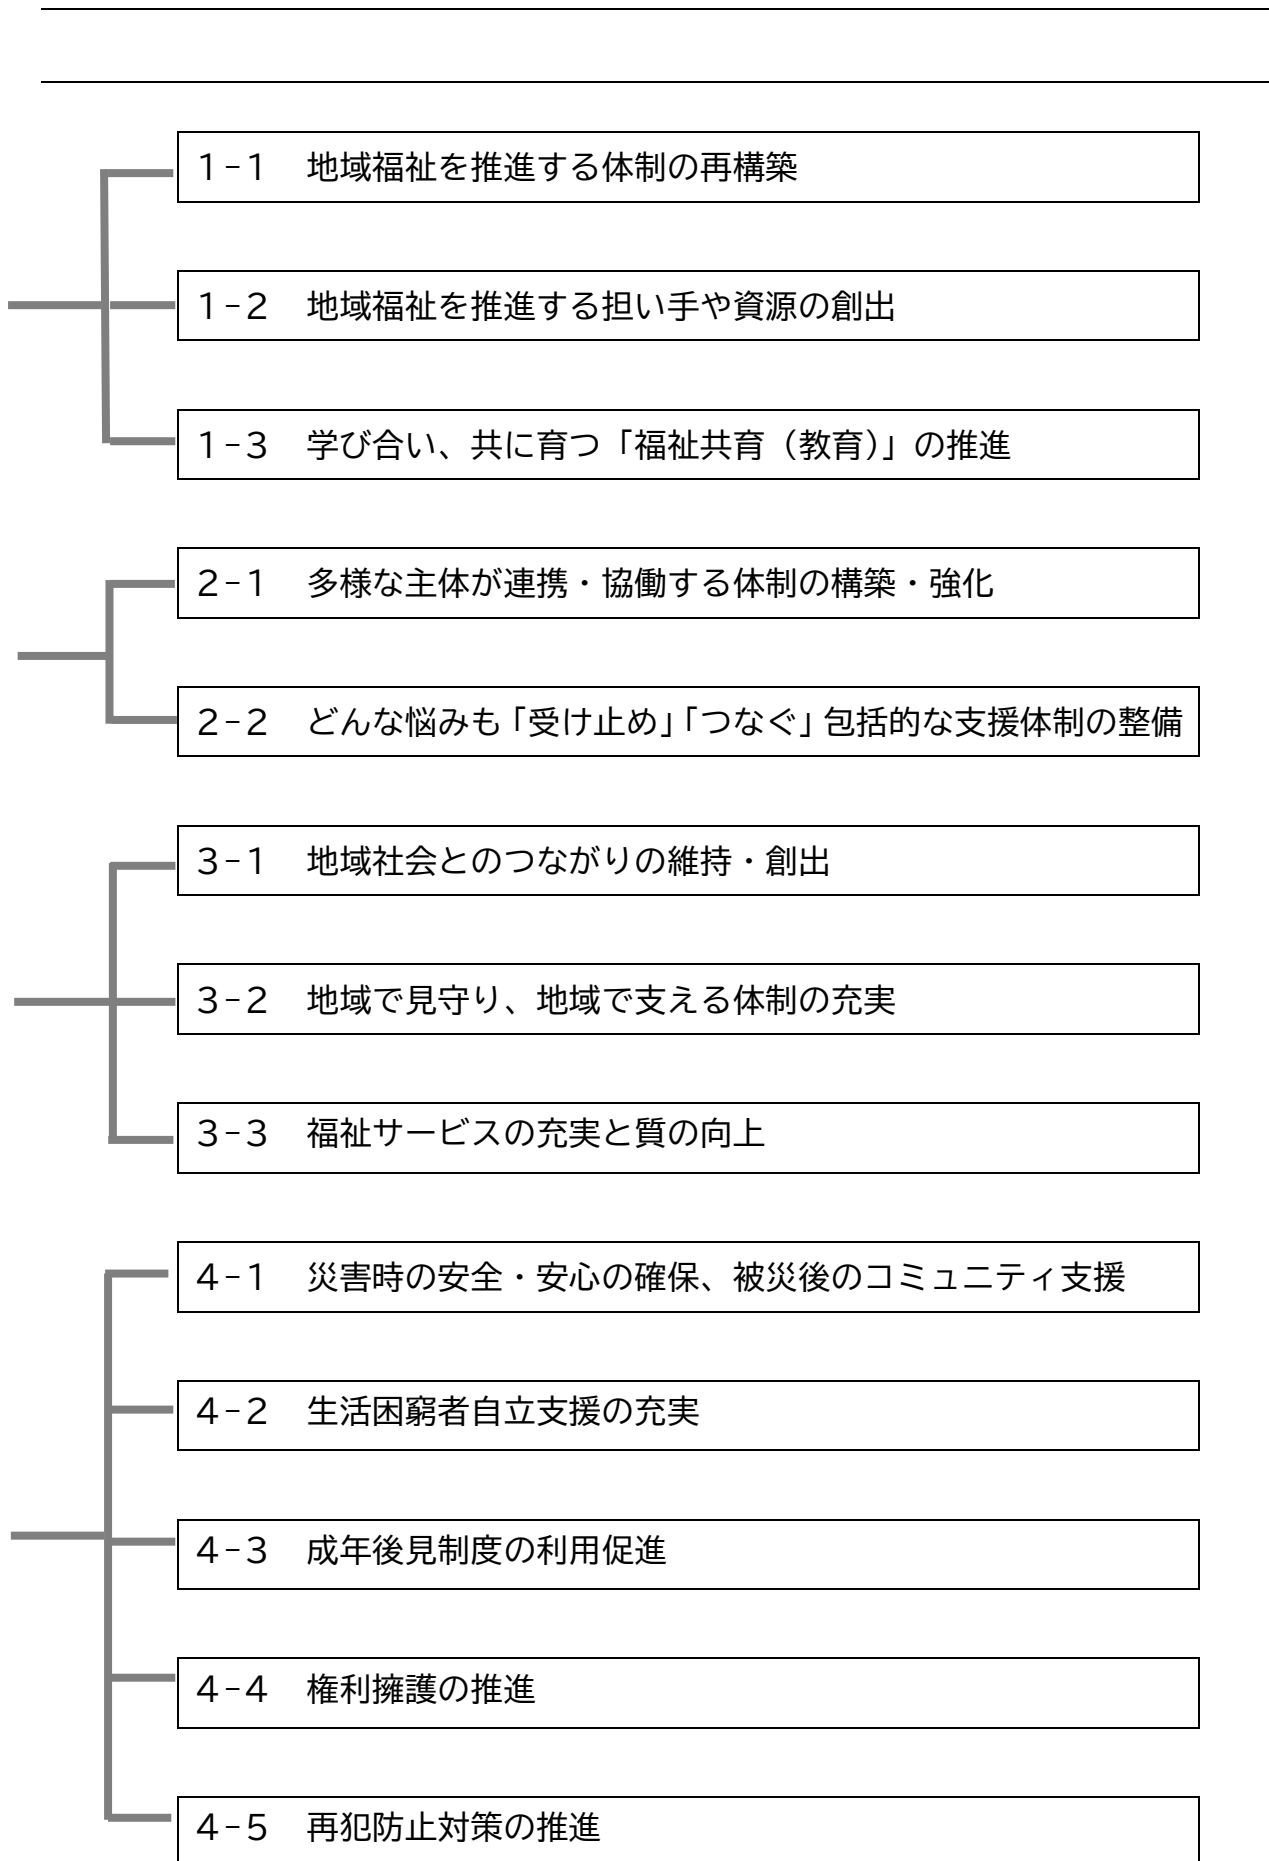 1-1 地域福祉を推進する体制の再構築
1-2 地域福祉を推進する担い手や資源の創出
1-3 学び合い、共に育つ「福祉共育（教育）」の推進
2-1 多様な主体が連携・協働する体制の構築・強化
2-2 どんな悩みも「受け止め」「つなぐ」包括的な支援体制の整備
3-1 地域社会とのつながりの維持・創出
3-2 地域で見守り、地域で支える体制の充実
3-3 福祉サービスの充実と質の向上
4-1 災害時の安全・安心の確保、被災後のコミュニティ支援
4-2 生活困窮者自立支援の充実
4-3 成年後見制度の利用促進
4-4 権利擁護の推進
4-5 再犯防止対策の推進